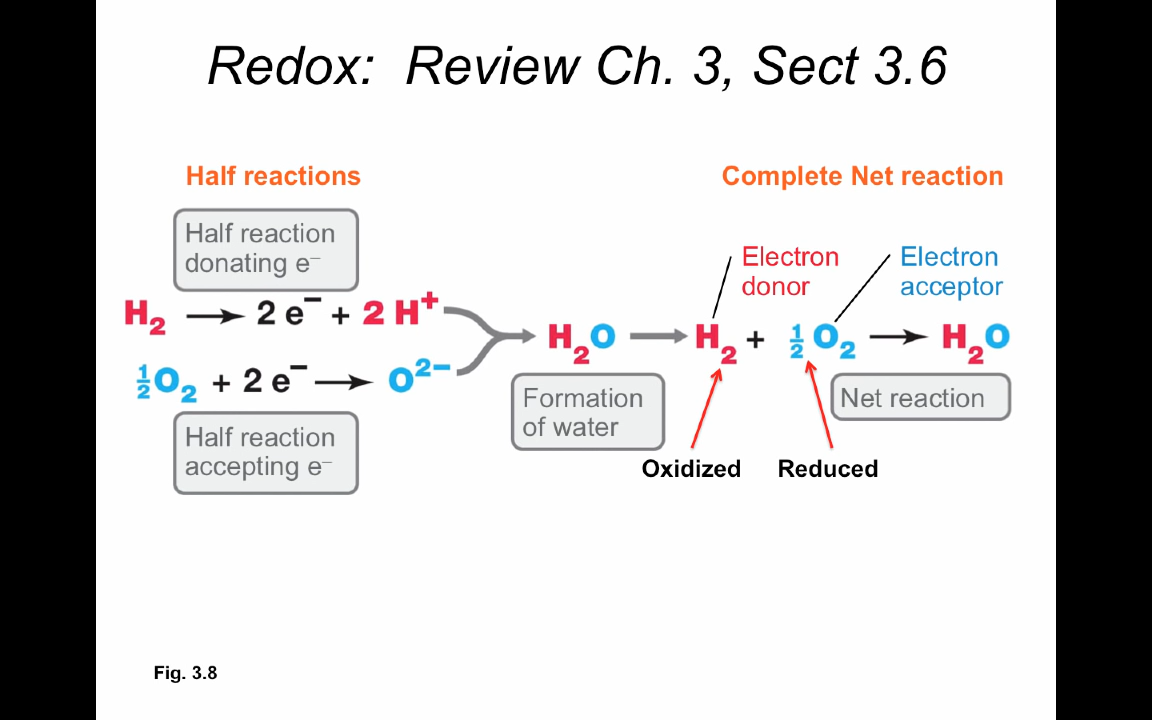 Redox:  Review Ch. 3, Sect 3.6
Half reactions
Half reaction
donating e⁻
H₂ ⟶ 2 e⁻ + 2 H⁺
½O₂ + 2 e⁻ ⟶ O²⁻
Half reaction
accepting e⁻
H₂O
Formation
of water
Complete Net reaction
Electron
donor
Electron
acceptor
⟶ H₂ + ½O₂ ⟶ H₂O
Net reaction
Oxidized
Reduced
Fig. 3.8